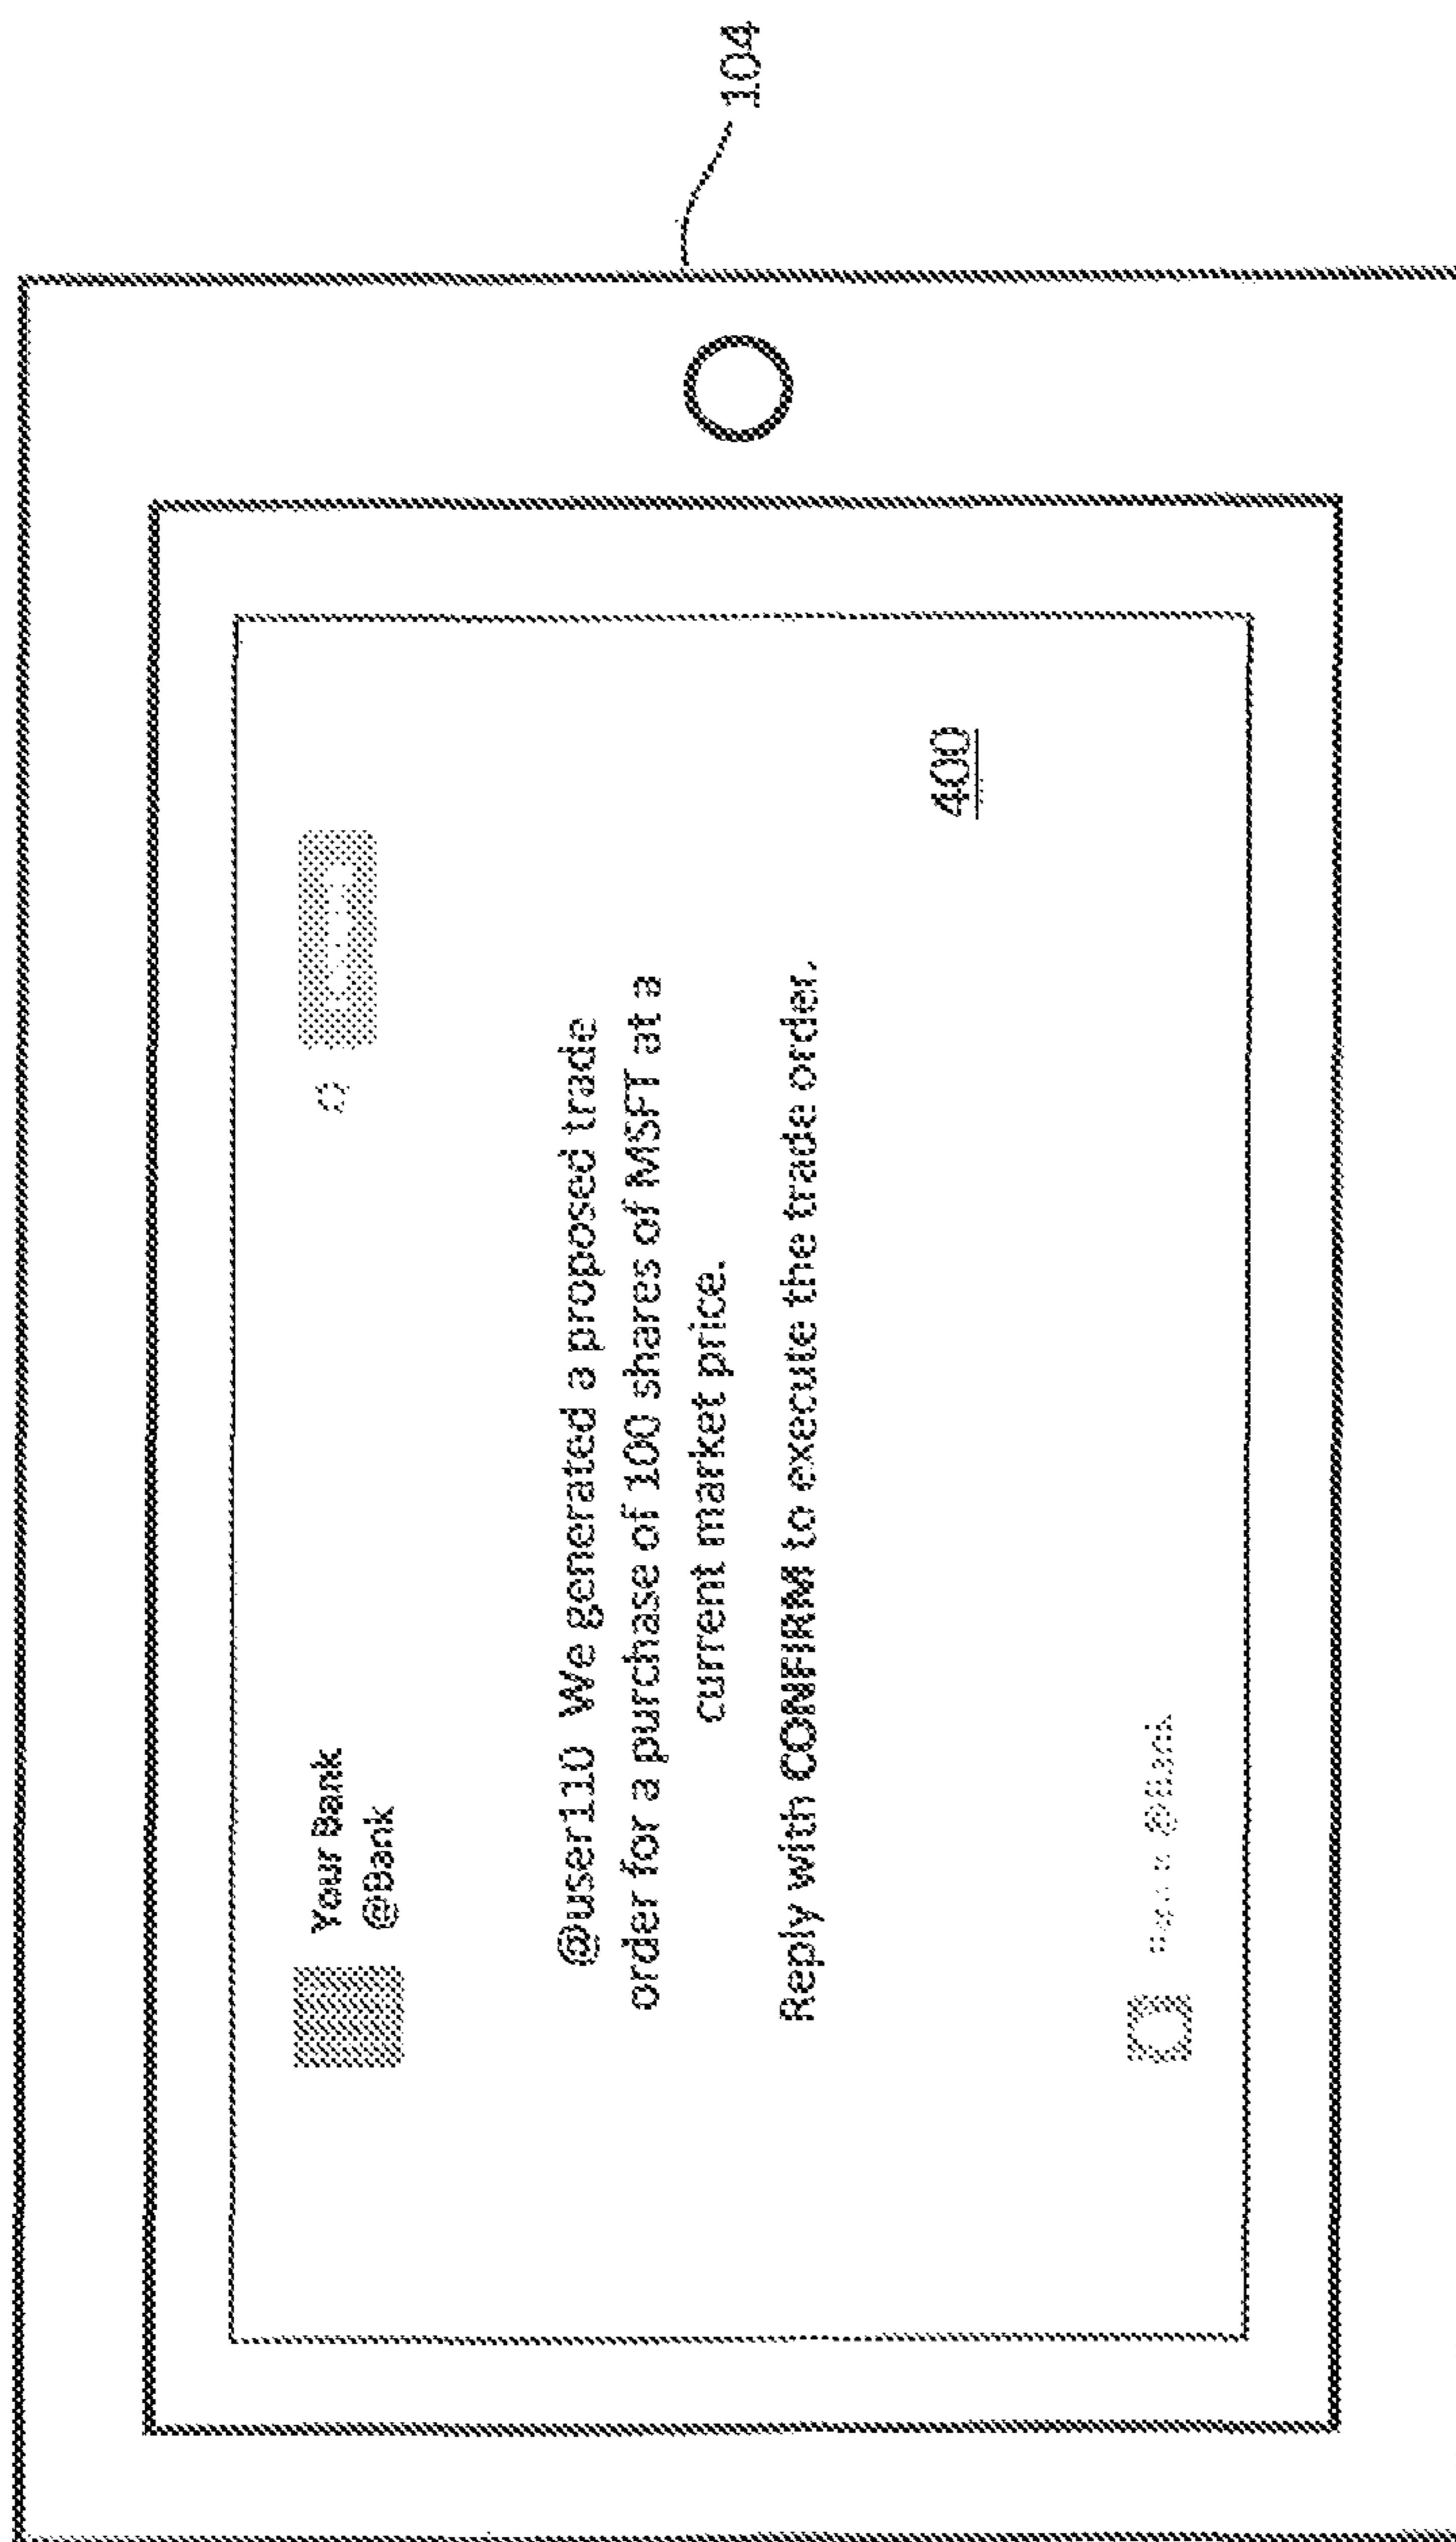 104
Your Bank
@Bank
@user110 We generated a proposed trade
order for a purchase of 100 shares of MSFT at a
current market price.
Reply with CONFIRM to execute the trade order.
400
@Bank